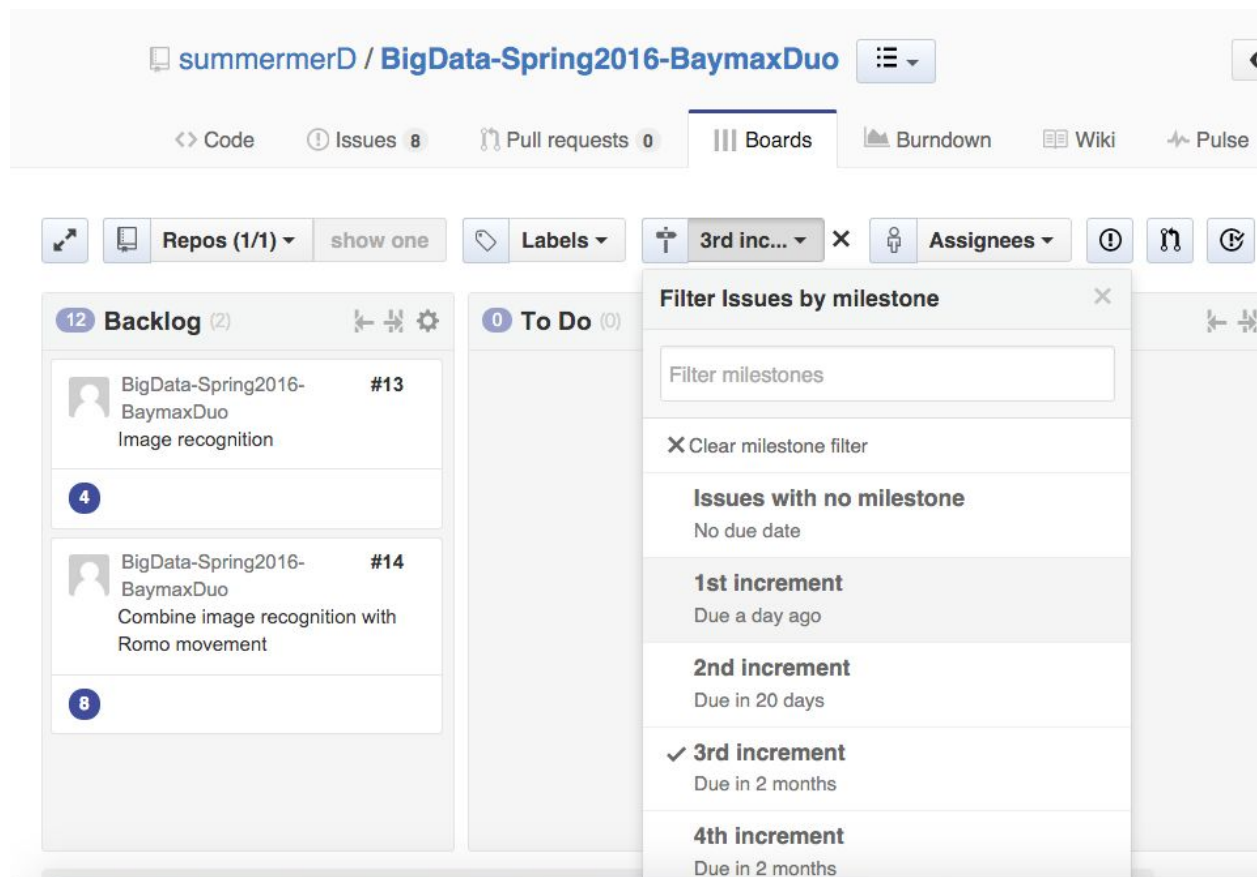 summermerD / BigData-Spring2016-BaymaxDuo
Code Issues 8 Pull requests 0 Boards Burndown Wiki Pulse
Repos (1/1) show one Labels 3rd inc... Assignees
12 Backlog (2)
#13
BigData-Spring2016-
BaymaxDuo
Image recognition
4
#14
BigData-Spring2016-
BaymaxDuo
Combine image recognition with
Romo movement
8
0 To Do (0)
Filter Issues by milestone
Filter milestones
Clear milestone filter
Issues with no milestone
No due date
1st increment
Due a day ago
2nd increment
Due in 20 days
3rd increment
Due in 2 months
4th increment
Due in 2 months